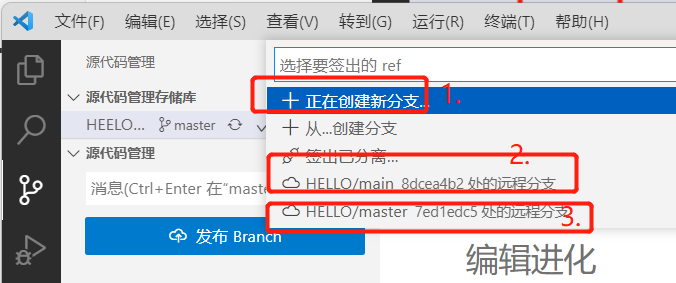 文件(F) 编辑(E) 选择(S) 查看(V) 转到(G) 运行(R) 终端(T) 帮助(H)
源代码管理
选择要签出的 ref
源代码管理存储库
正在创建新分支...
1.
HEELO... master
从...创建分支
源代码管理
签出已分离...
2.
消息(Ctrl+Enter 在“maste
HELLO/main 8dcea4b2 处的远程分支
HELLO/master 7ed1edc5 处的远程分支
3.
发布 Branch
编辑进化